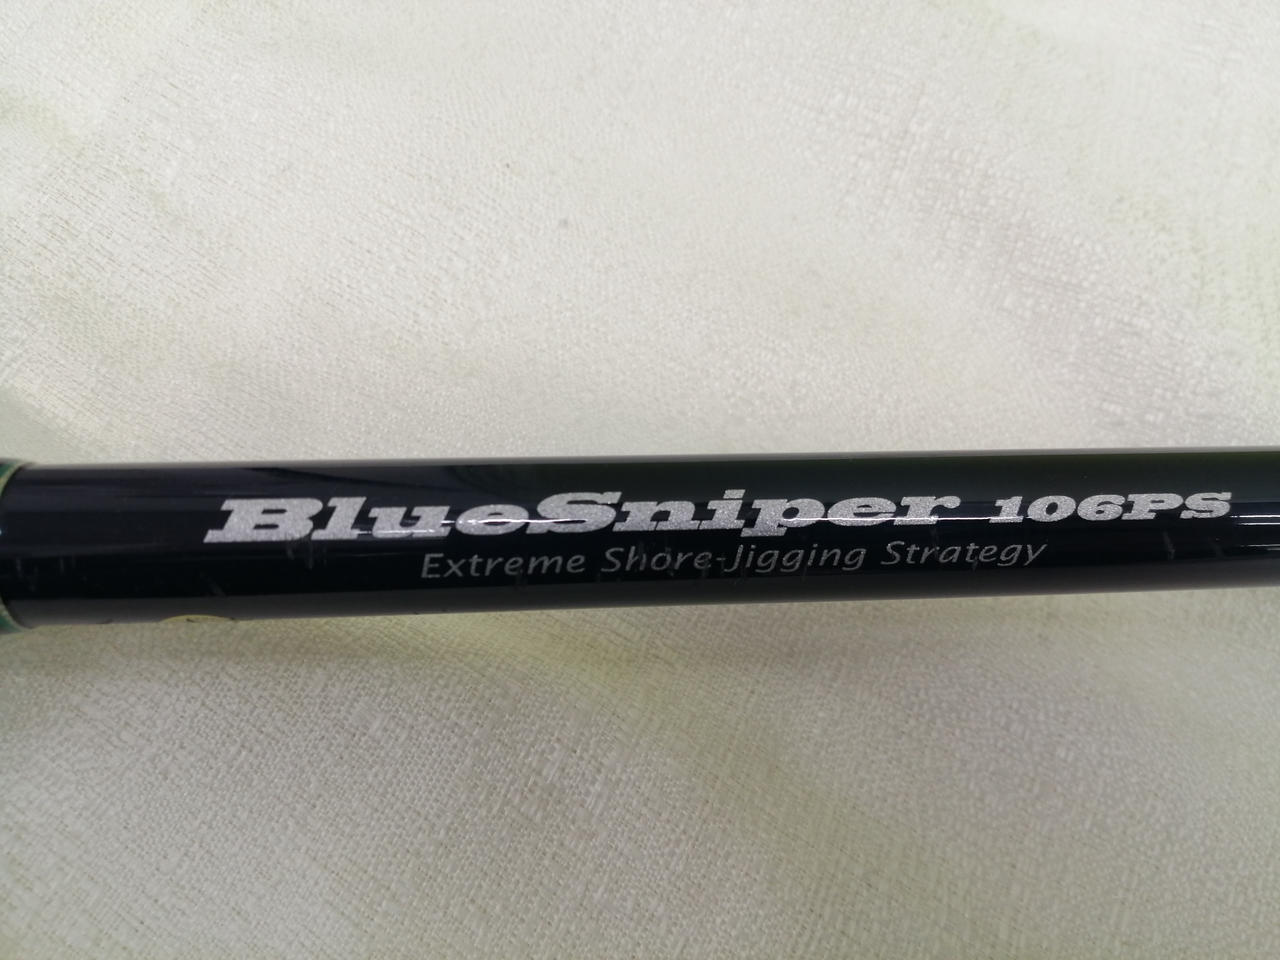 BlueSniper 106PS
Extreme Shore-Jigging Strategy